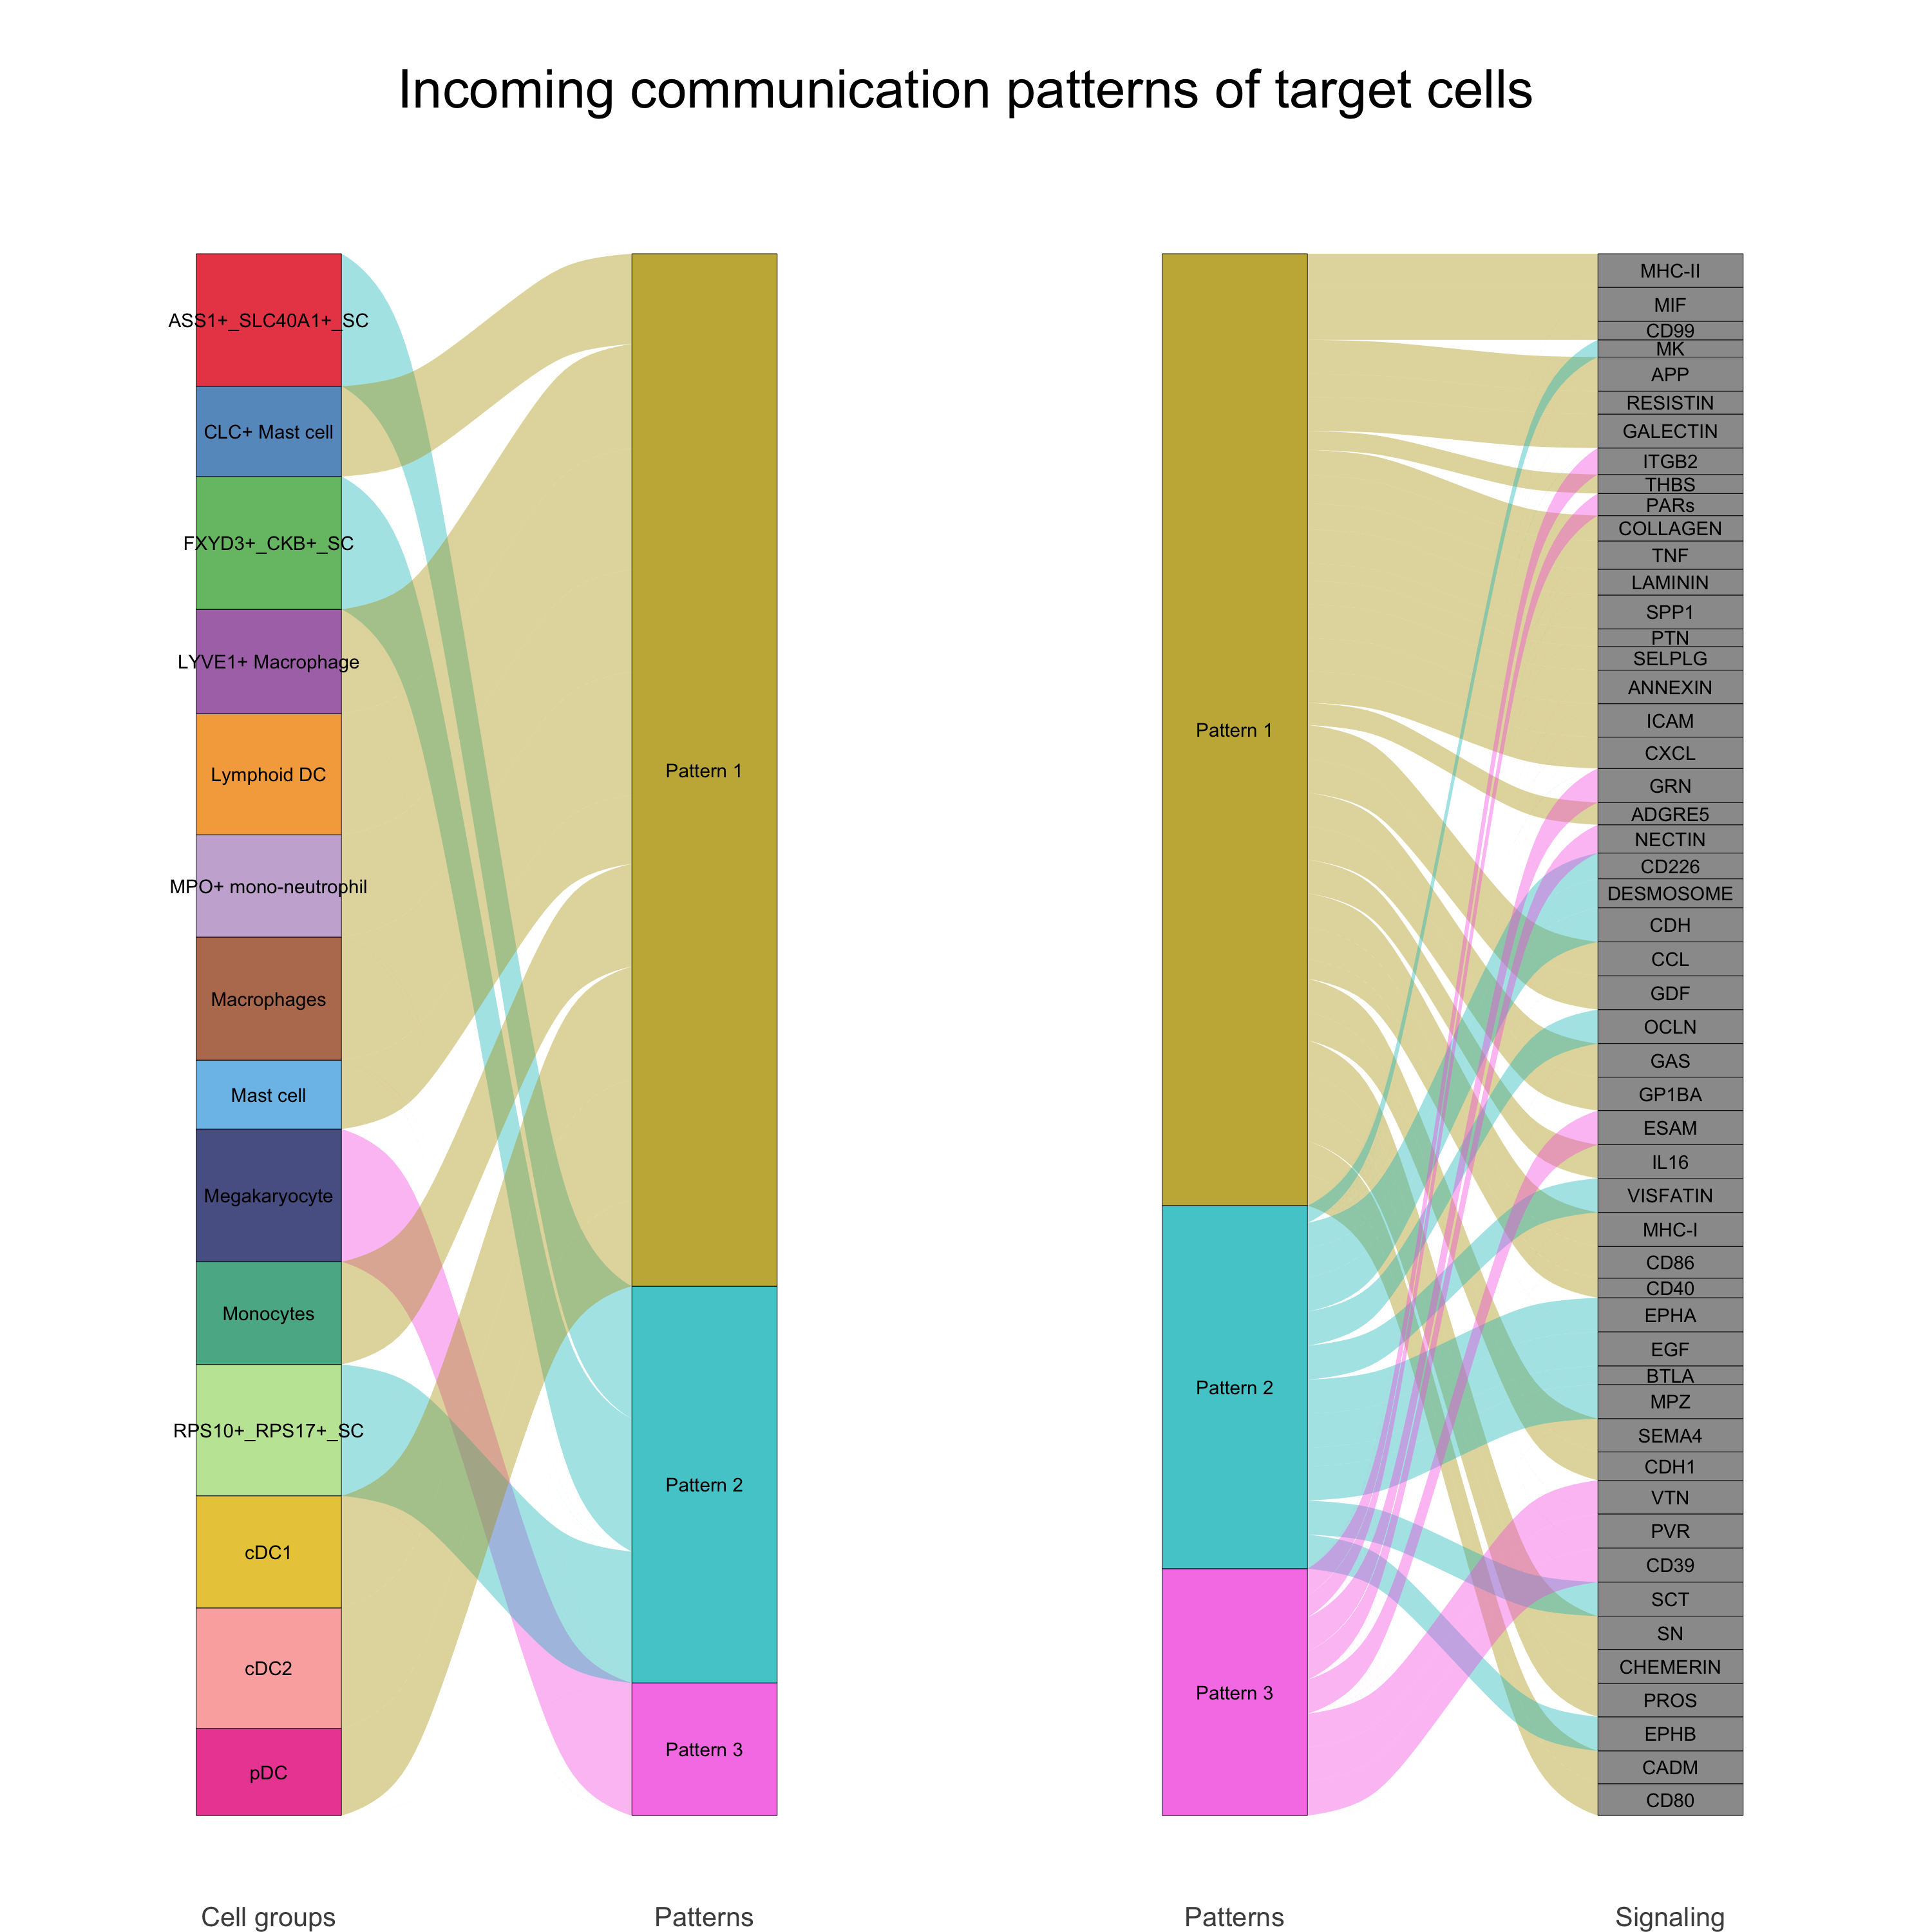 Incoming communication patterns of target cells
ASS1+_SLC40A1+_SC
CLC+ Mast cell
FXYD3+_CKB+_SC
LYVE1+ Macrophage
Lymphoid DC
MPO+ mono-neutrophil
Macrophages
Mast cell
Megakaryocyte
Monocytes
RPS10+_RPS17+_SC
cDC1
cDC2
pDC
Cell groups
Pattern 1
Pattern 2
Pattern 3
Patterns
Pattern 1
Pattern 2
Pattern 3
Patterns
MHC-II
MIF
CD99
MK
APP
RESISTIN
GALECTIN
ITGB2
THBS
PARs
COLLAGEN
TNF
LAMININ
SPP1
PTN
SELPLG
ANNEXIN
ICAM
CXCL
GRN
ADGRE5
NECTIN
CD226
DESMOSOME
CDH
CCL
GDF
OCLN
GAS
GP1BA
ESAM
IL16
VISFATIN
MHC-I
CD86
CD40
EPHA
EGF
BTLA
MPZ
SEMA4
CDH1
VTN
PVR
CD39
SCT
SN
CHEMERIN
PROS
EPHB
CADM
CD80
Signaling